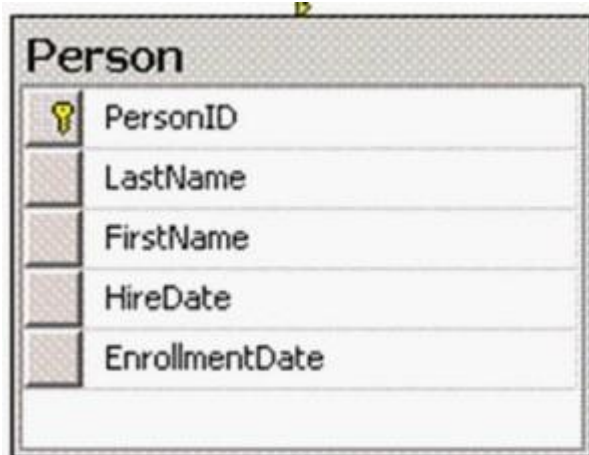 Person
PersonID
LastName
FirstName
HireDate
EnrollmentDate